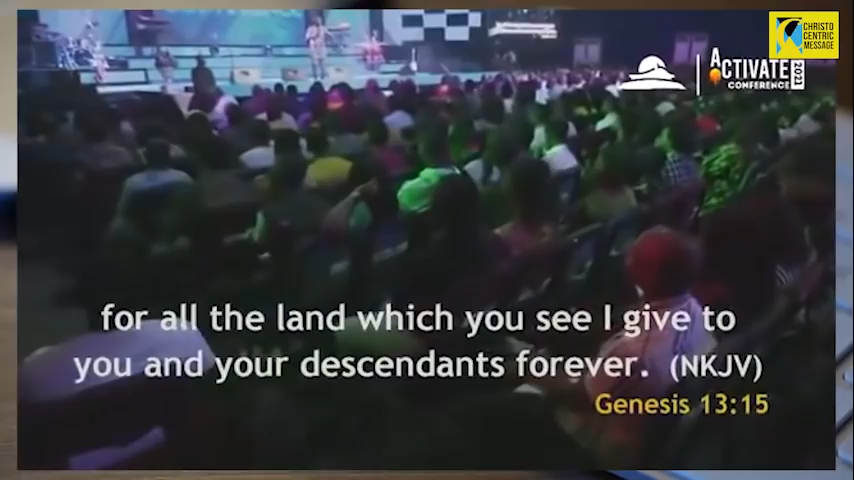 CHRISTO
CENTRIC
MESSAGE
ACTIVATE
CONFERENCE
2021
for all the land which you see I give to
you and your descendants forever. (NKJV)
Genesis 13:15